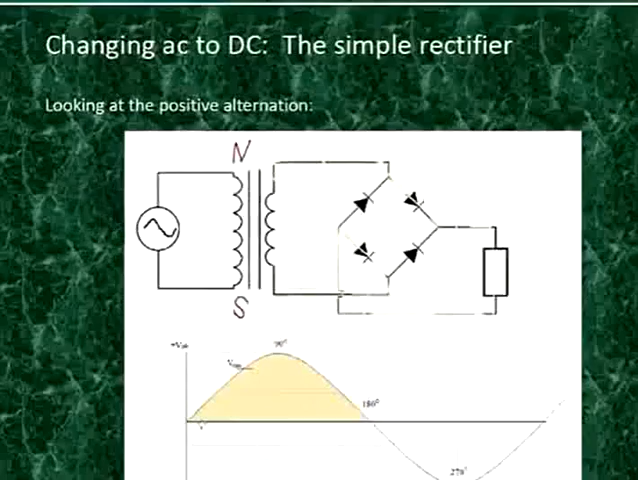 Changing ac to DC: The simple rectifier
Looking at the positive alternation:
N
S
90°
180°
270°